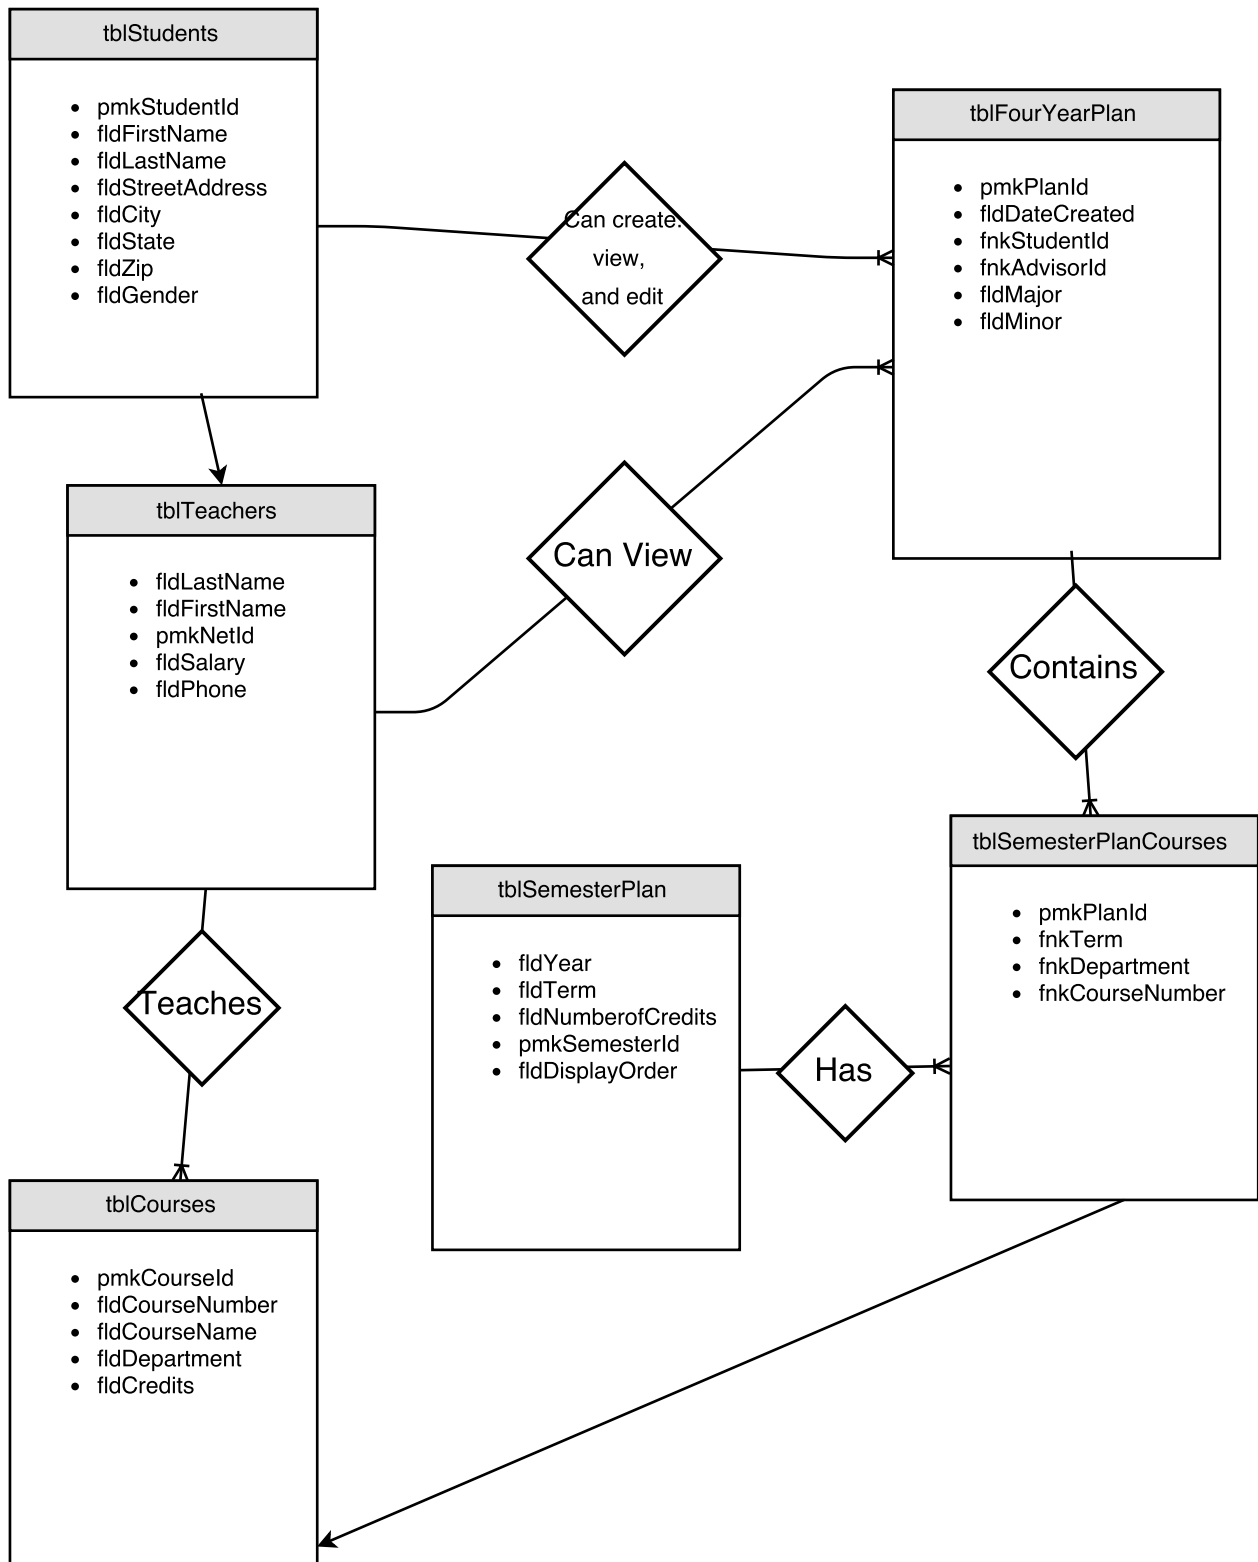 tblStudents
• pmkStudentId
• fldFirstName
• fldLastName
• fldStreetAddress
• fldCity
• fldState
• fldZip
• fldGender
Can create.
view,
and edit
tblFourYearPlan
• pmkPlanId
• fldDateCreated
• fnkStudentId
• fnkAdvisorId
• fldMajor
• fldMinor
tblTeachers
• fldLastName
• fldFirstName
• pmkNetId
• fldSalary
• fldPhone
Can View
Contains
Teaches
tblSemesterPlan
• fldYear
• fldTerm
• fldNumberofCredits
• pmkSemesterId
• fldDisplayOrder
Has
tblSemesterPlanCourses
• pmkPlanId
• fnkTerm
• fnkDepartment
• fnkCourseNumber
tblCourses
• pmkCourseId
• fldCourseNumber
• fldCourseName
• fldDepartment
• fldCredits